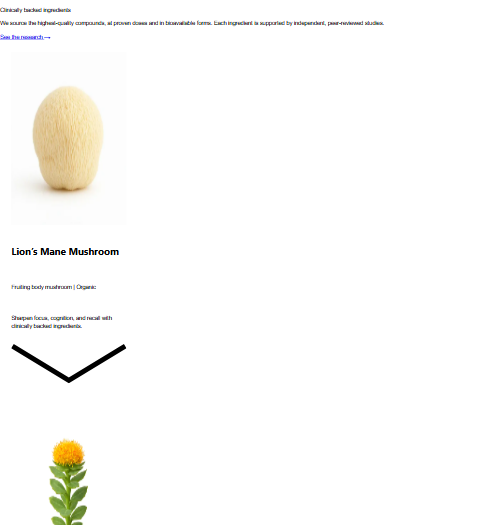 Clinically backed ingredients
We source the highest-quality compounds, at proven doses and in bioavailable forms. Each ingredient is supported by independent, peer-reviewed studies.
See the research →
Lion's Mane Mushroom
Fruiting body mushroom | Organic
Sharpen focus, cognition, and recall with
clinically backed ingredients.